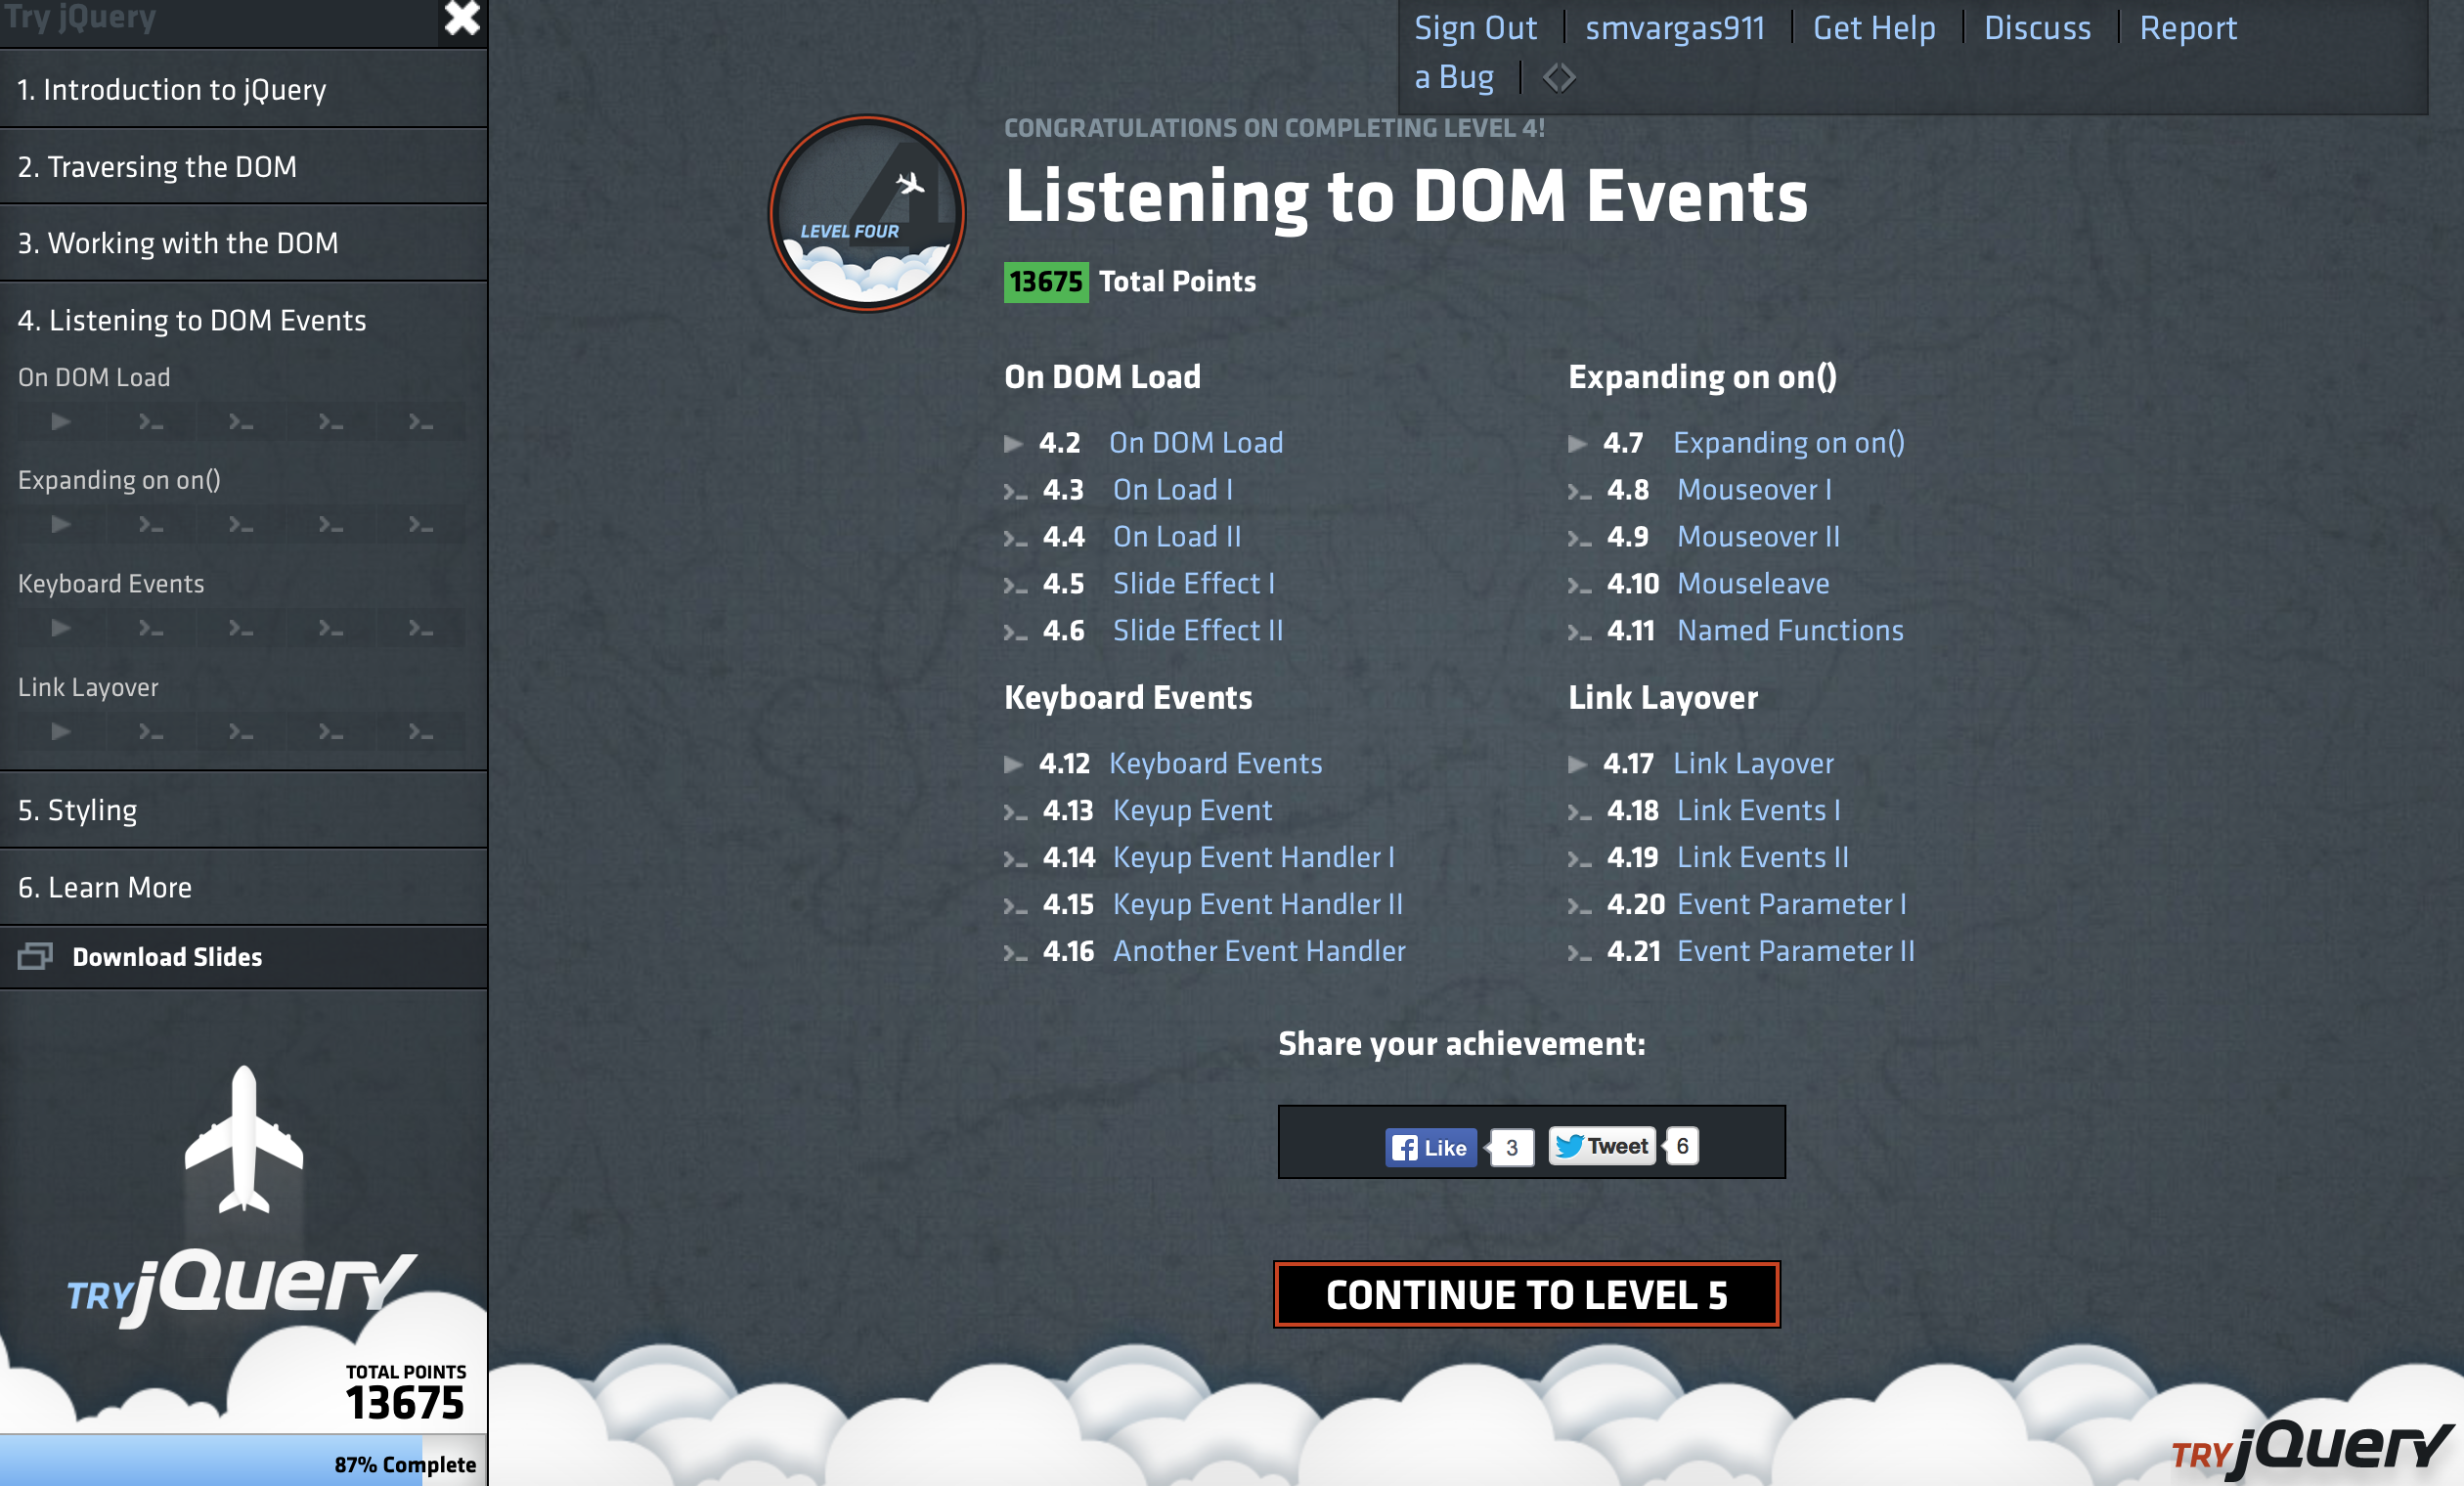 Try jQuery
1. Introduction to jQuery
2. Traversing the DOM
3. Working with the DOM
4. Listening to DOM Events
On DOM Load
Expanding on on()
Keyboard Events
Link Layover
5. Styling
6. Learn More
Download Slides
TRY jQuery
TOTAL POINTS
13675
87% Complete
Sign Out | smvargas911 | Get Help | Discuss | Report
a Bug |
CONGRATULATIONS ON COMPLETING LEVEL 4!
4
LEVEL FOUR
Listening to DOM Events
13675 Total Points
On DOM Load
4.2 On DOM Load
4.3 On Load I
4.4 On Load II
4.5 Slide Effect I
4.6 Slide Effect II
Expanding on on()
4.7 Expanding on on()
4.8 Mouseover I
4.9 Mouseover II
4.10 Mouseleave
4.11 Named Functions
Keyboard Events
4.12 Keyboard Events
4.13 Keyup Event
4.14 Keyup Event Handler I
4.15 Keyup Event Handler II
4.16 Another Event Handler
Link Layover
4.17 Link Layover
4.18 Link Events I
4.19 Link Events II
4.20 Event Parameter I
4.21 Event Parameter II
Share your achievement:
Like 3 Tweet 6
CONTINUE TO LEVEL 5
TRY jQuery